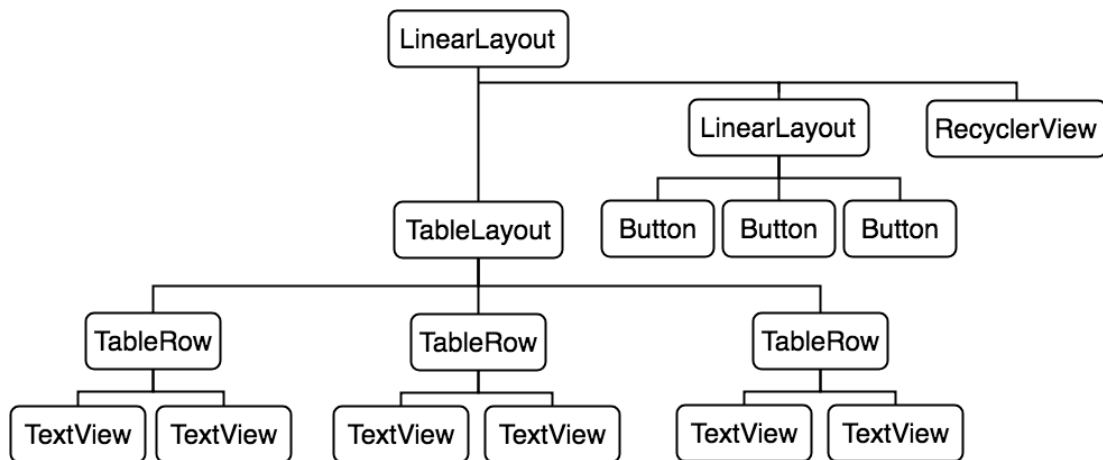 LinearLayout
LinearLayout
RecyclerView
TableLayout
Button
Button
Button
TableRow
TableRow
TableRow
TextView
TextView
TextView
TextView
TextView
TextView